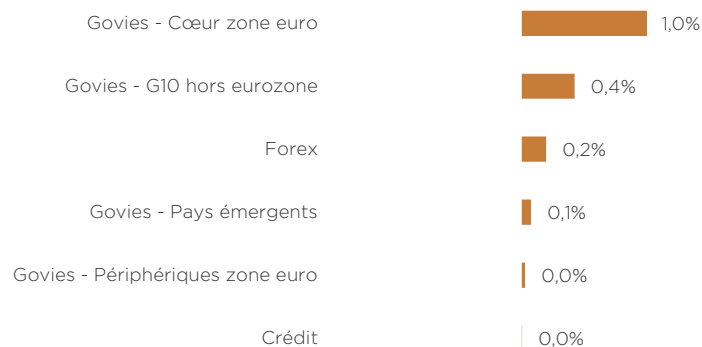 Govies - Cœur zone euro 1,0%
Govies - G10 hors eurozone 0,4%
Forex 0,2%
Govies - Pays émergents 0,1%
Govies - Périphériques zone euro 0,0%
Crédit 0,0%